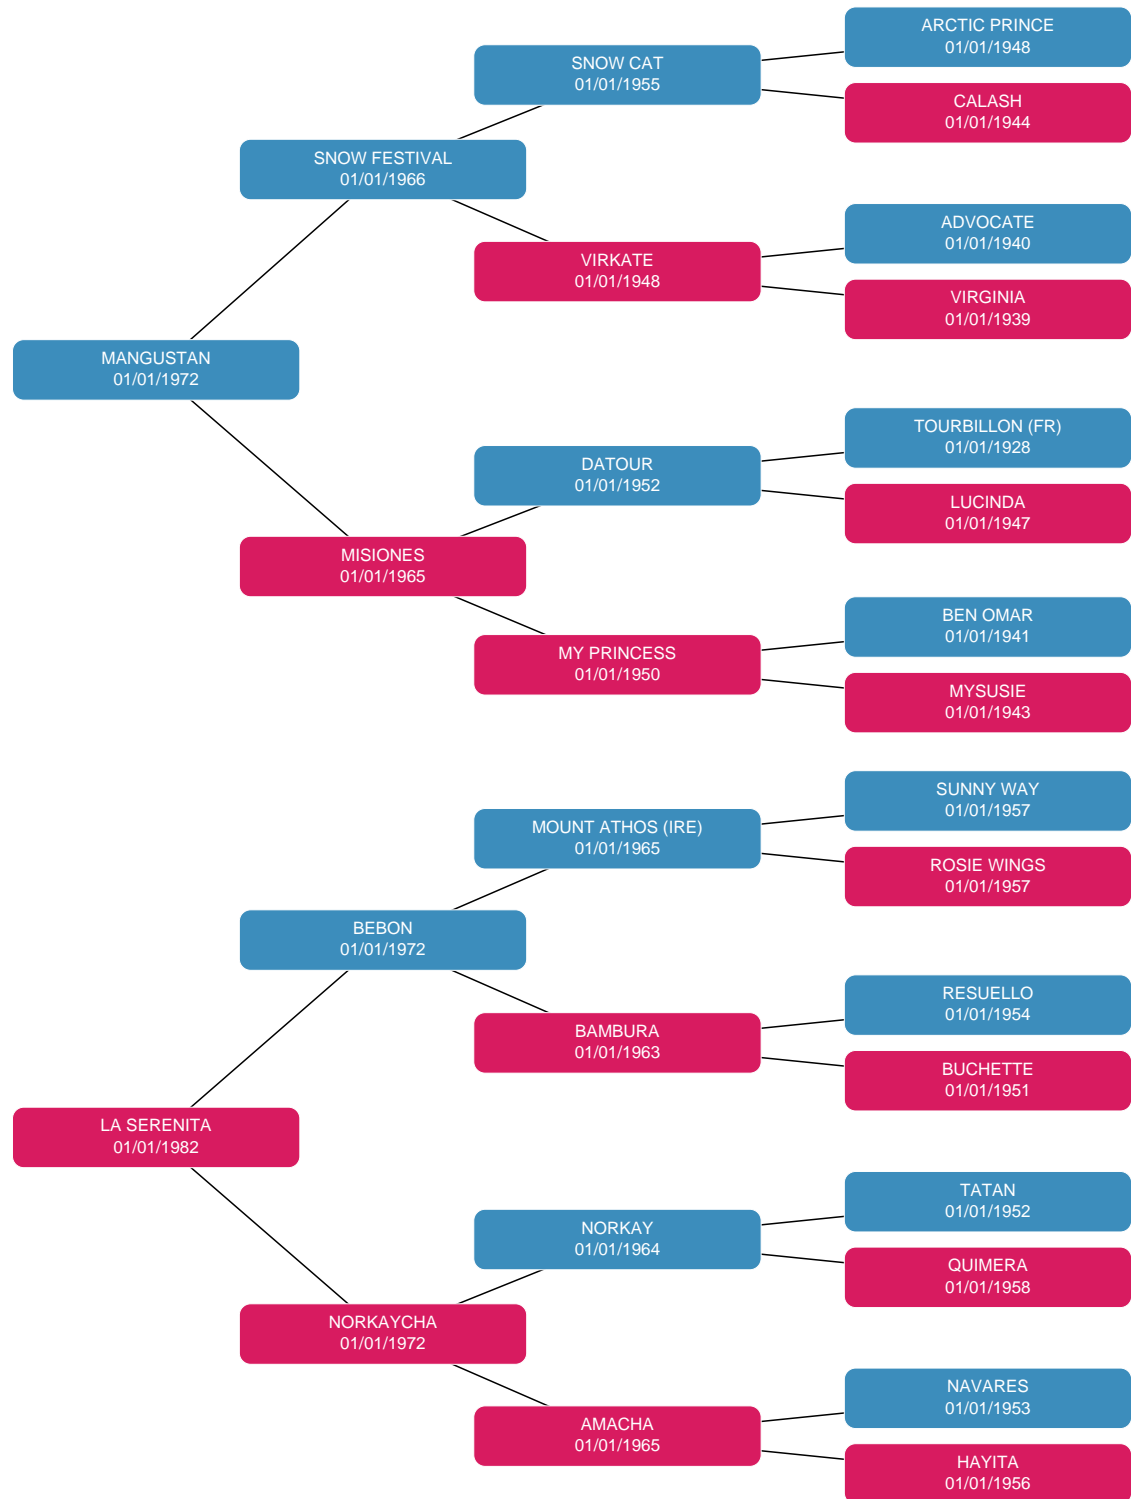 ARCTIC PRINCE
01/01/1948
SNOW CAT
01/01/1955
CALASH
01/01/1944
SNOW FESTIVAL
01/01/1966
ADVOCATE
01/01/1940
VIRKATE
01/01/1948
VIRGINIA
01/01/1939
MANGUSTAN
01/01/1972
TOURBILLON (FR)
01/01/1928
DATOUR
01/01/1952
LUCINDA
01/01/1947
MISIONES
01/01/1965
BEN OMAR
01/01/1941
MY PRINCESS
01/01/1950
MYSUSIE
01/01/1943
SUNNY WAY
01/01/1957
MOUNT ATHOS (IRE)
01/01/1965
ROSIE WINGS
01/01/1957
BEBON
01/01/1972
RESUELLO
01/01/1954
BAMBURA
01/01/1963
BUCHETTE
01/01/1951
LA SERENITA
01/01/1982
TATAN
01/01/1952
NORKAY
01/01/1964
QUIMERA
01/01/1958
NORKAYCHA
01/01/1972
NAVARES
01/01/1953
AMACHA
01/01/1965
HAYITA
01/01/1956